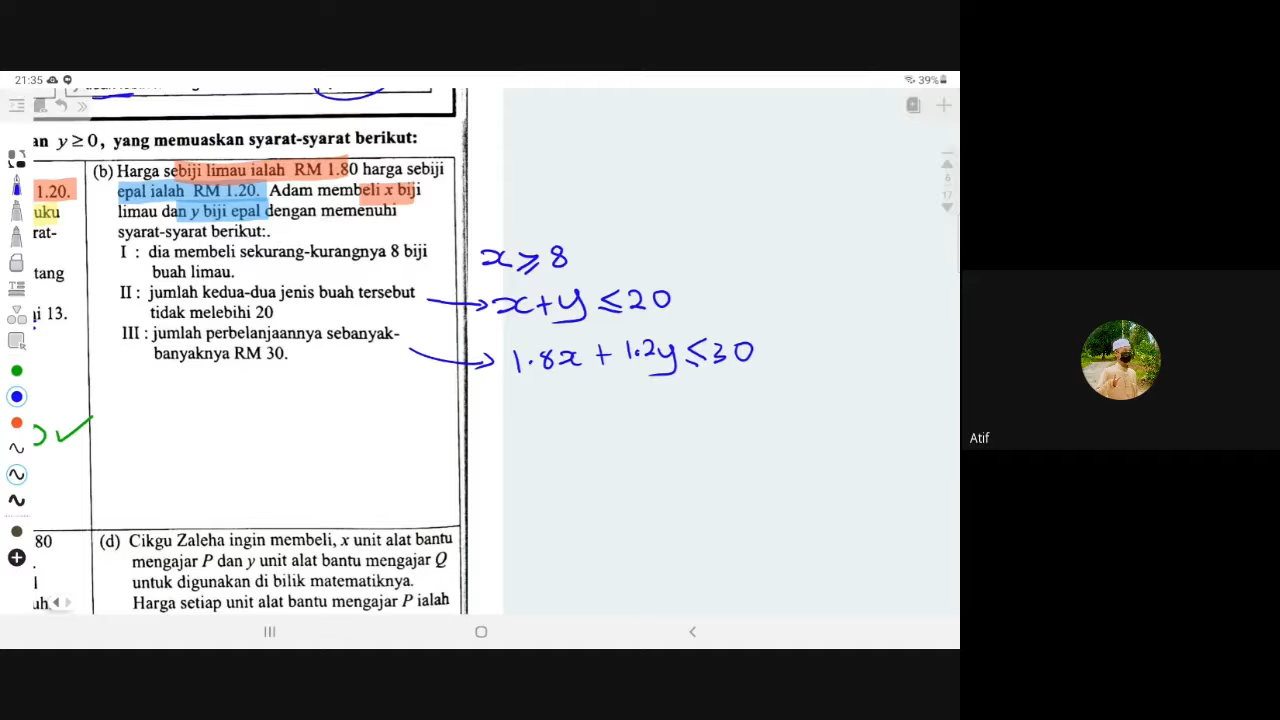 21:35
39%
an y ≥ 0, yang memuaskan syarat-syarat berikut:
1.20.
uku
rat-
tang
i 13.
(b) Harga sebiji limau ialah RM 1.80 harga sebiji
epal ialah RM 1.20. Adam membeli x biji
limau dan y biji epal dengan memenuhi
syarat-syarat berikut:.
I : dia membeli sekurang-kurangnya 8 biji
buah limau.
II : jumlah kedua-dua jenis buah tersebut
tidak melebihi 20
III : jumlah perbelanjaannya sebanyak-
banyaknya RM 30.
x ⩾ 8
x + y ≤ 20
1.8x + 1.2y ≤ 30
80
uh.
(d) Cikgu Zaleha ingin membeli, x unit alat bantu
mengajar P dan y unit alat bantu mengajar Q
untuk digunakan di bilik matematiknya.
Harga setiap unit alat bantu mengajar P ialah
6
17
Atif